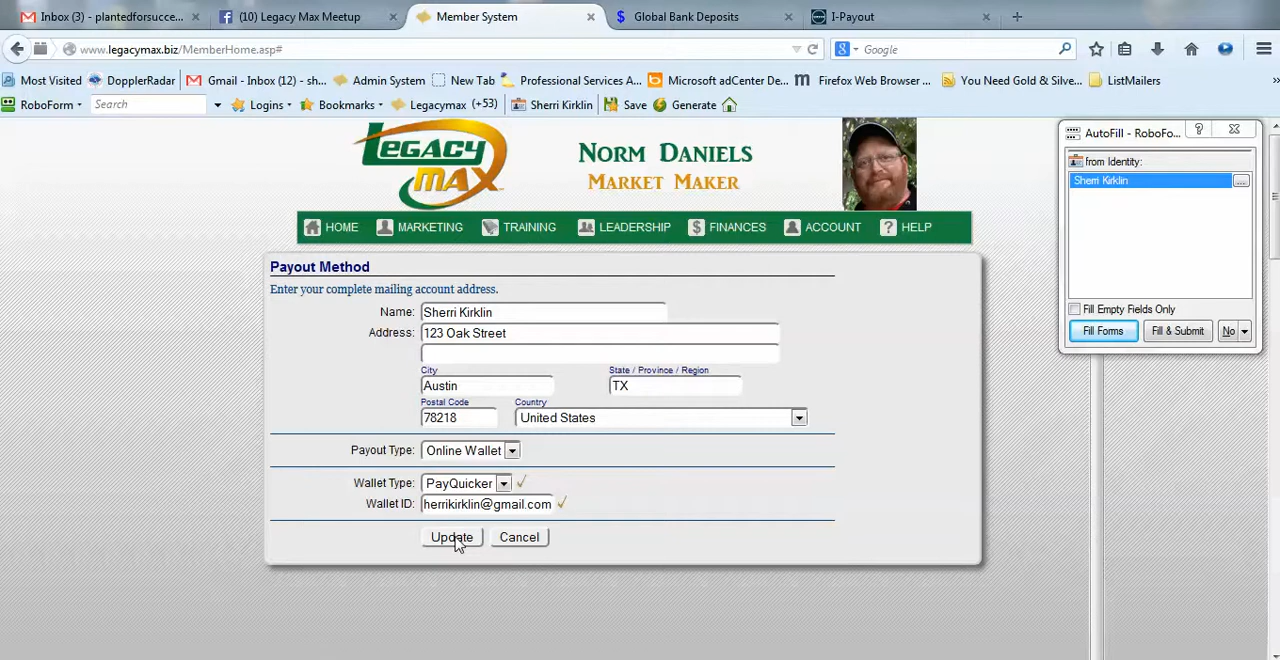 Inbox (3) - plantedforsucce...
(10) Legacy Max Meetup
Member System
Global Bank Deposits
I-Payout
www.legacymax.biz/MemberHome.asp#
Google
Most Visited
DopplerRadar
Gmail - Inbox (12) - sh...
Admin System
New Tab
Professional Services A...
Microsoft adCenter De...
Firefox Web Browser ...
You Need Gold & Silve...
ListMailers
RoboForm
Search
Logins
Bookmarks
Legacymax (+53)
Sherri Kirklin
Save
Generate
LEGACY
MAX
NORM DANIELS
MARKET MAKER
HOME
MARKETING
TRAINING
LEADERSHIP
FINANCES
ACCOUNT
HELP
AutoFill - RoboFo...
from Identity:
Sherri Kirklin
Fill Empty Fields Only
Fill Forms
Fill & Submit
No
Payout Method
Enter your complete mailing account address.
Name: Sherri Kirklin
Address: 123 Oak Street
City
State / Province / Region
Austin
TX
Postal Code
Country
78218
United States
Payout Type: Online Wallet
Wallet Type: PayQuicker
Wallet ID: herrikirklin@gmail.com
Update
Cancel